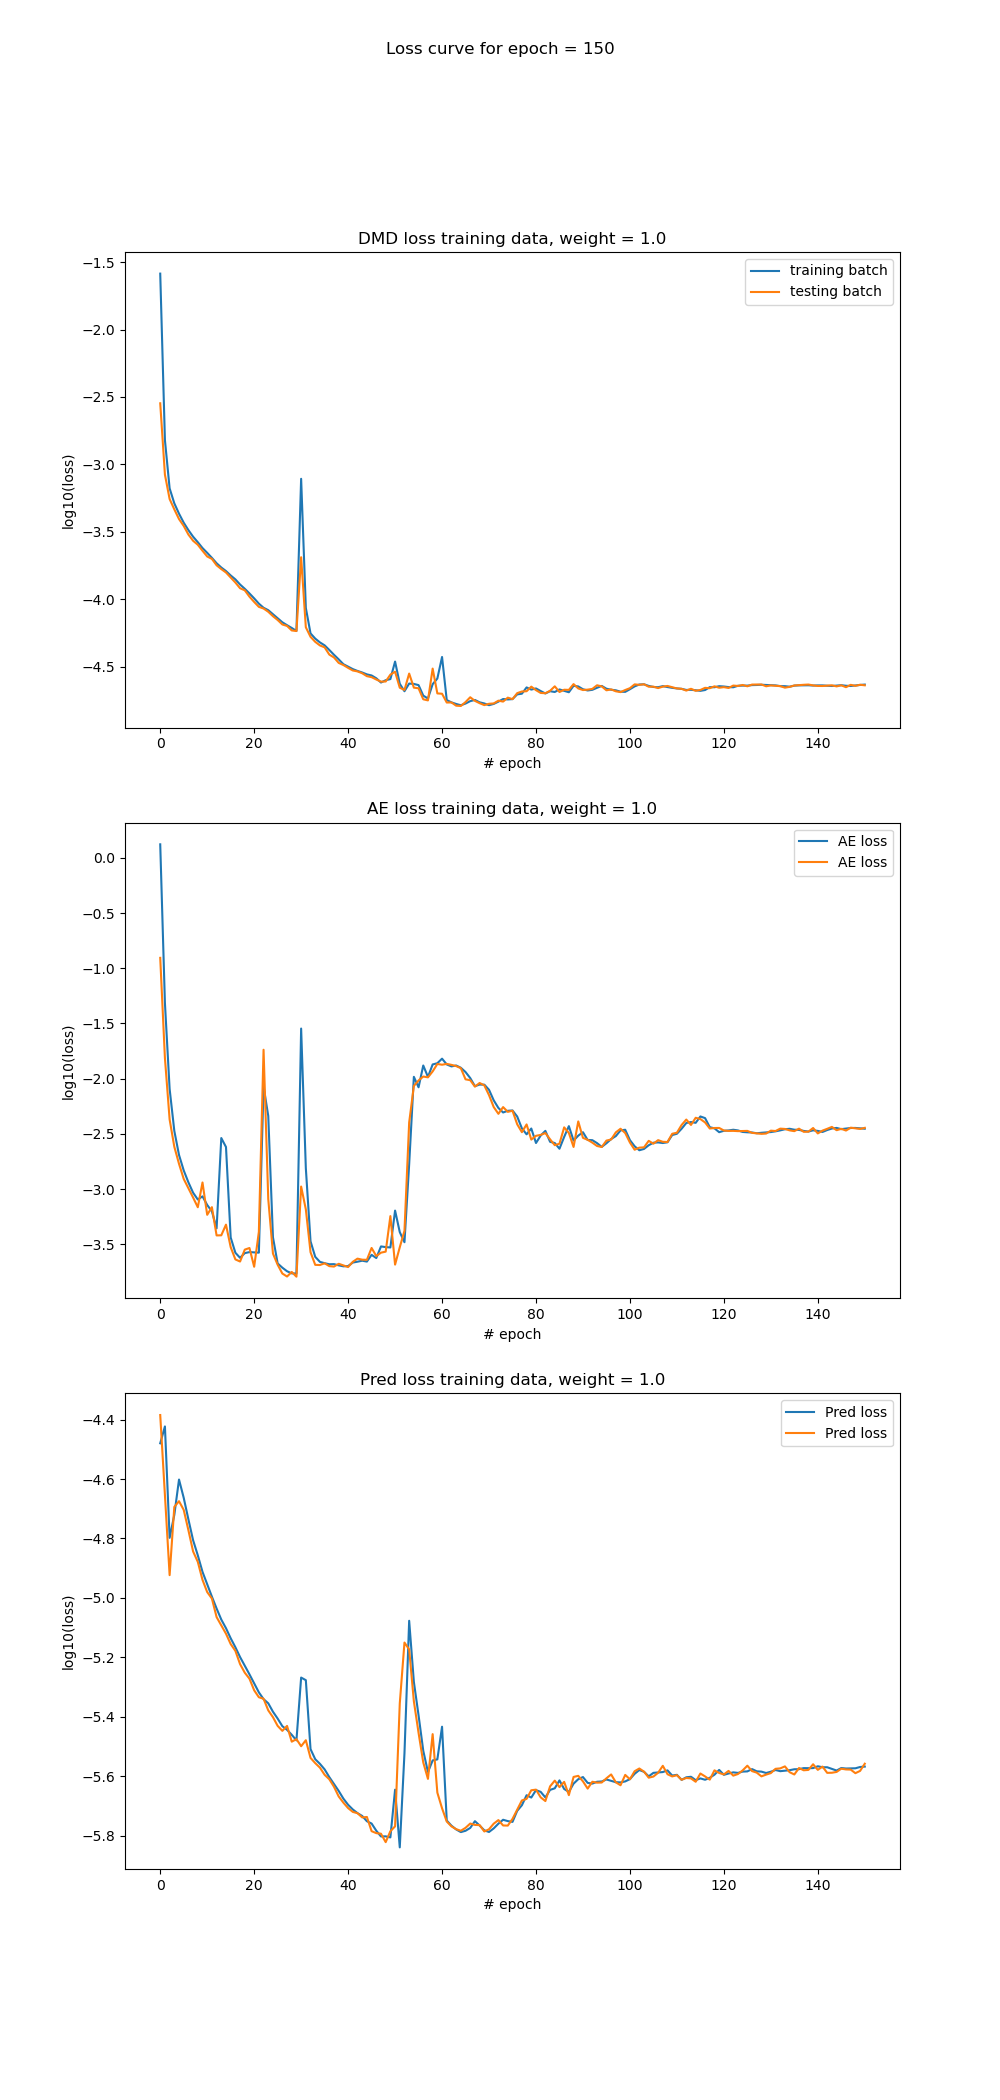 Loss curve for epoch = 150
DMD loss training data, weight = 1.0
training batch
testing batch
log10(loss)
−1.5
−2.0
−2.5
−3.0
−3.5
−4.0
−4.5
0 20 40 60 80 100 120 140
# epoch
AE loss training data, weight = 1.0
AE loss
AE loss
log10(loss)
0.0
−0.5
−1.0
−1.5
−2.0
−2.5
−3.0
−3.5
0 20 40 60 80 100 120 140
# epoch
Pred loss training data, weight = 1.0
Pred loss
Pred loss
log10(loss)
−4.4
−4.6
−4.8
−5.0
−5.2
−5.4
−5.6
−5.8
0 20 40 60 80 100 120 140
# epoch